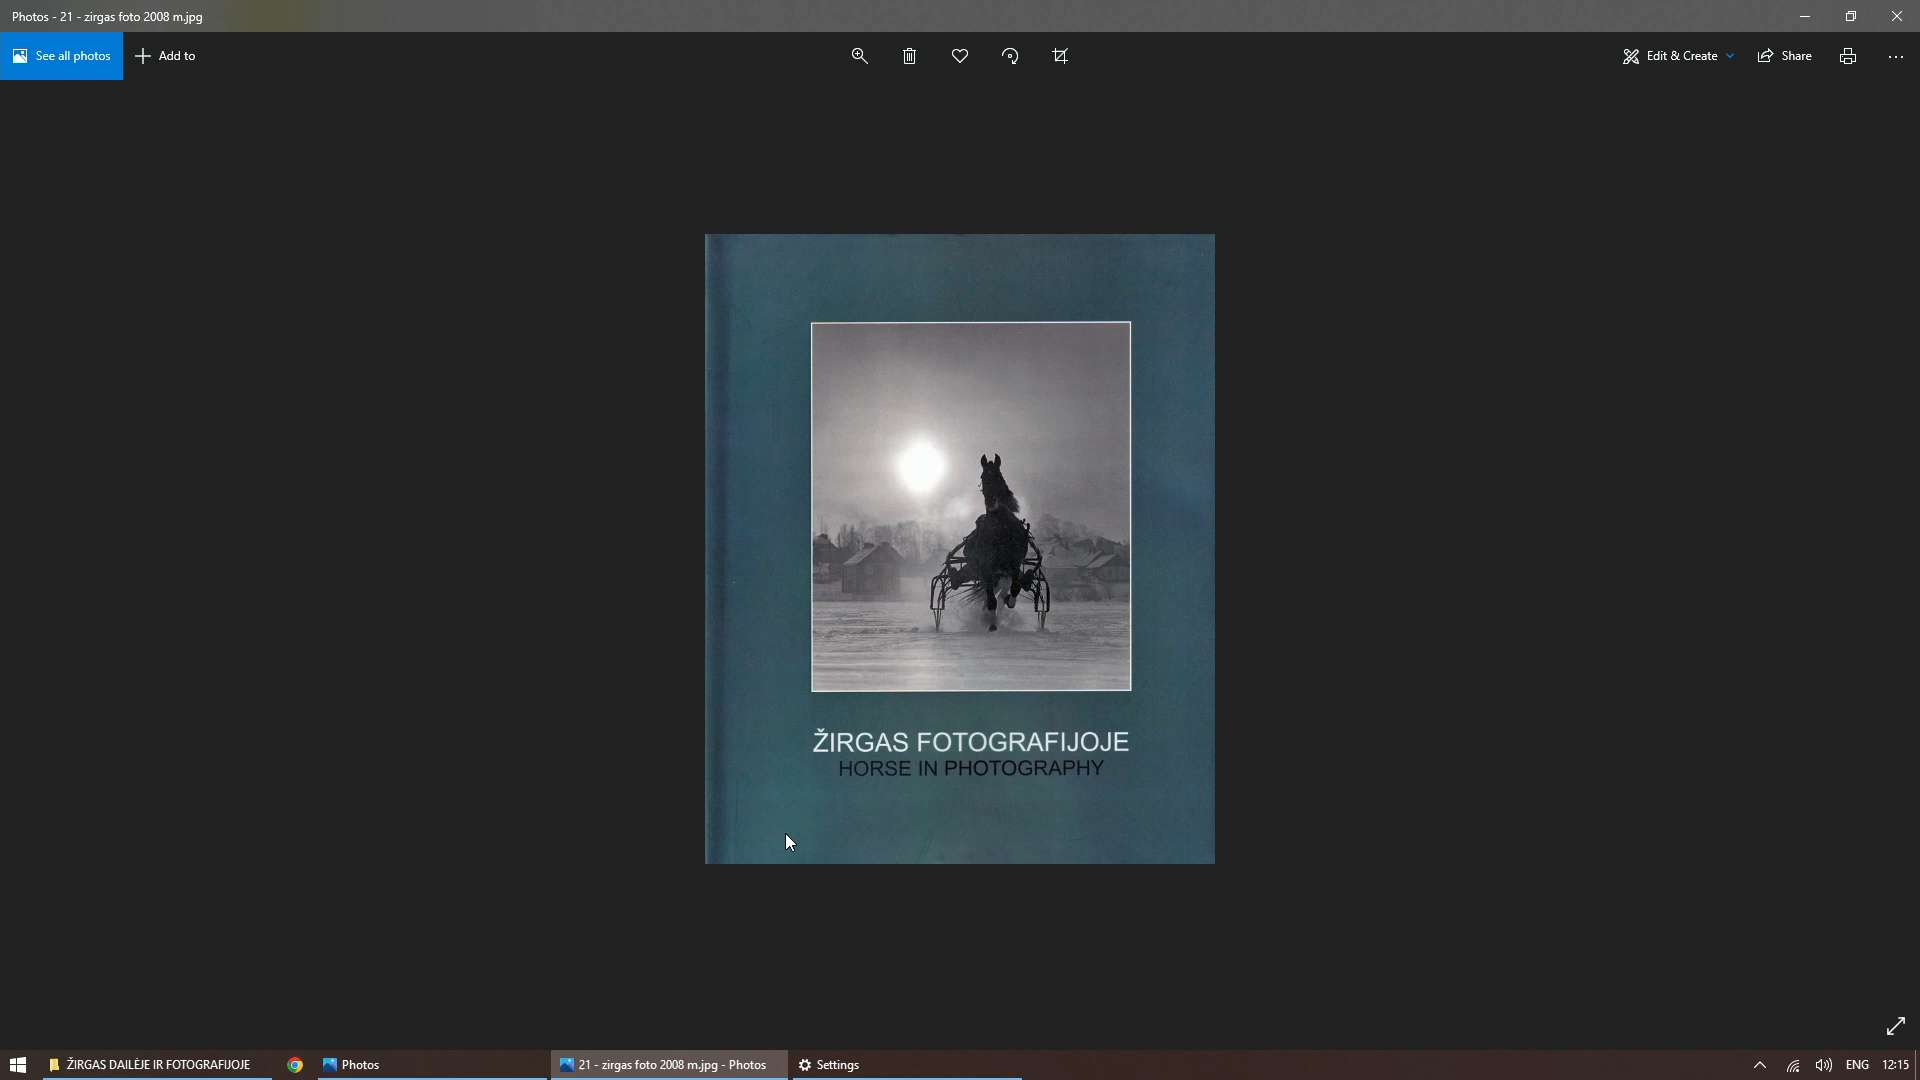 Photos - 21 - zirgas foto 2008 m.jpg
See all photos
Add to
Edit & Create
Share
ŽIRGAS FOTOGRAFIJOJE
HORSE IN PHOTOGRAPHY
ŽIRGAS DAILĖJE IR FOTOGRAFIJOJE
Photos
21 - zirgas foto 2008 m.jpg - Photos
Settings
ENG
12:15